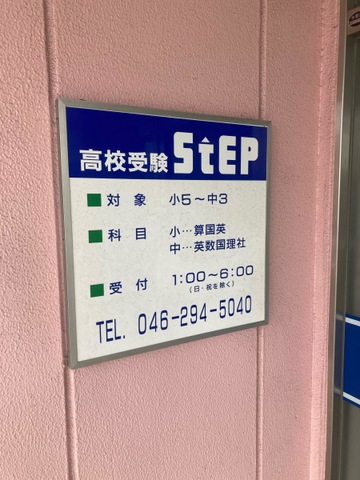 高校受験 StEP
■ 対象 小5～中3
■ 科目 小…算国英
中…英数国理社
■ 受付 1:00～6:00
（日・祝を除く）
TEL. 046-294-5040